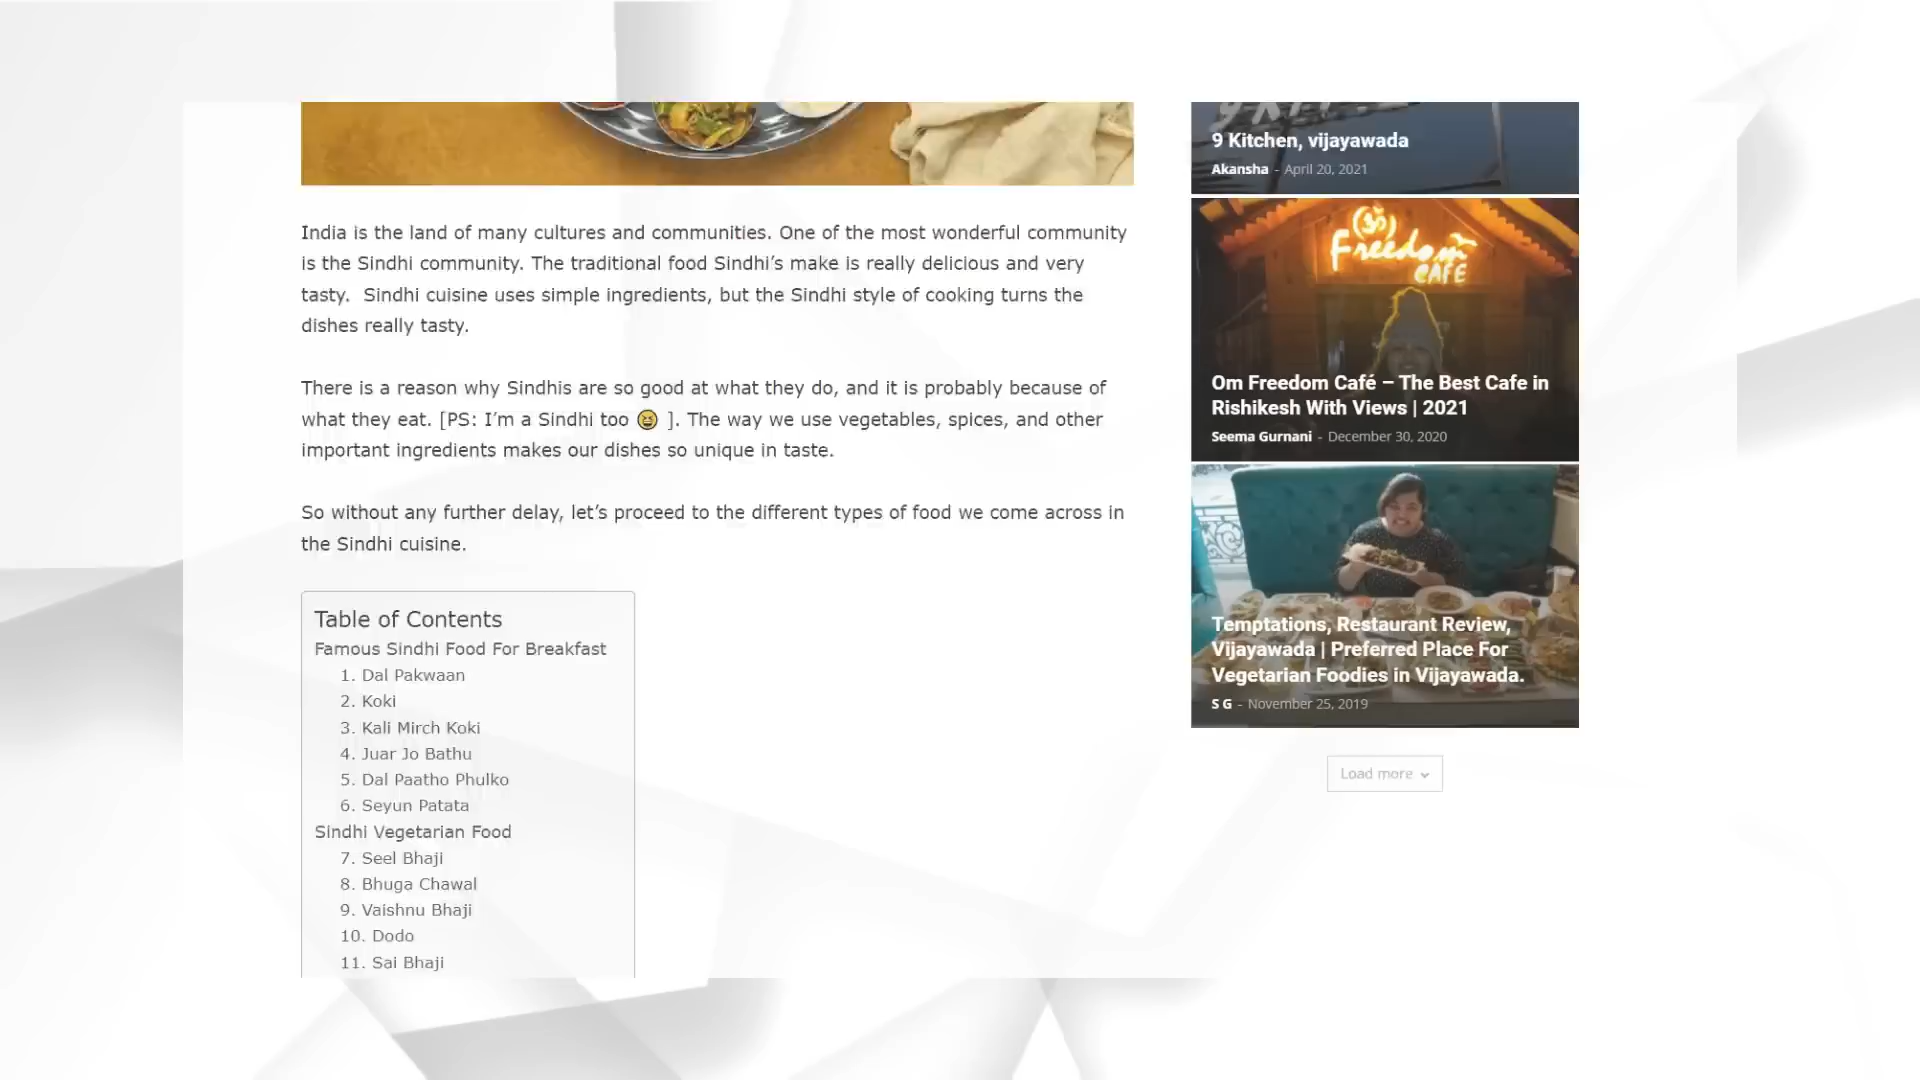 India is the land of many cultures and communities. One of the most wonderful community
is the Sindhi community. The traditional food Sindhi’s make is really delicious and very
tasty.  Sindhi cuisine uses simple ingredients, but the Sindhi style of cooking turns the
dishes really tasty.
There is a reason why Sindhis are so good at what they do, and it is probably because of
what they eat. [PS: I’m a Sindhi too 😆 ]. The way we use vegetables, spices, and other
important ingredients makes our dishes so unique in taste.
So without any further delay, let’s proceed to the different types of food we come across in
the Sindhi cuisine.
Table of Contents
Famous Sindhi Food For Breakfast
1. Dal Pakwaan
2. Koki
3. Kali Mirch Koki
4. Juar Jo Bathu
5. Dal Paatho Phulko
6. Seyun Patata
Sindhi Vegetarian Food
7. Seel Bhaji
8. Bhuga Chawal
9. Vaishnu Bhaji
10. Dodo
11. Sai Bhaji
9 Kitchen, vijayawada
Akansha - April 20, 2021
(ॐ)
Freedom
CAFE
Om Freedom Café – The Best Cafe in
Rishikesh With Views | 2021
Seema Gurnani - December 30, 2020
Temptations, Restaurant Review,
Vijayawada | Preferred Place For
Vegetarian Foodies in Vijayawada.
S G - November 25, 2019
Load more